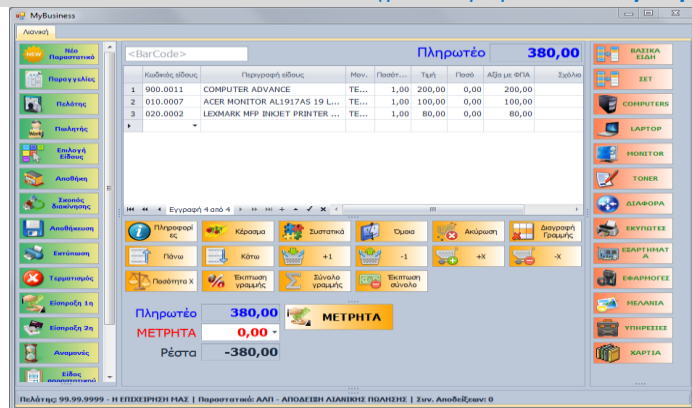 MyBusiness
Λιανική
NEW Νέο Παραστατικό
Παραγγελίες
Πελάτης
Πωλητής
Επιλογή Είδους
Αποθήκη
Σκοπός διακίνησης
Αποθήκευση
Εκτύπωση
Τερματισμός
Είσπραξη 1η
Είσπραξη 2η
Αναμονές
Είδος παραστατικού
<BarCode>
Πληρωτέο 380,00
Κωδικός είδους Περιγραφή είδους Μον. Ποσότ... Τιμή Ποσό Αξία με ΦΠΑ Σχόλιο
1 900.0011 COMPUTER ADVANCE ΤΕ... 1,00 200,00 0,00 200,00
2 010.0007 ACER MONITOR AL1917AS 19 L... ΤΕ... 1,00 100,00 0,00 100,00
3 020.0002 LEXMARK MFP INKJET PRINTER ... ΤΕ... 1,00 80,00 0,00 80,00
Εγγραφή 4 από 4
Πληροφορίες
Κέρασμα
Συστατικά
Όμοια
Ακύρωση
Διαγραφή Γραμμής
Πάνω
Κάτω
+1
-1
+X
-X
Ποσότητα Χ
Έκπτωση γραμμής
Σύνολο γραμμής
Έκπτωση σύνολο
Πληρωτέο 380,00
ΜΕΤΡΗΤΑ 0,00
Ρέστα -380,00
ΜΕΤΡΗΤΑ
ΒΑΣΙΚΑ ΕΙΔΗ
ΣΕΤ
COMPUTERS
LAPTOP
MONITOR
TONER
ΔΙΑΦΟΡΑ
ΕΚΥΠΩΤΕΣ
ΕΞΑΡΤΗΜΑΤΑ
ΕΦΑΡΜΟΓΕΣ
ΜΕΛΑΝΙΑ
ΥΠΗΡΕΣΙΕΣ
ΧΑΡΤΙΑ
Πελάτης: 99.99.9999 - Η ΕΠΙΧΕΙΡΗΣΗ ΜΑΣ | Παραστατικό: ΑΛΠ - ΑΠΟΔΕΙΞΗ ΛΙΑΝΙΚΗΣ ΠΩΛΗΣΗΣ | Συν. Αποδείξεων: 0